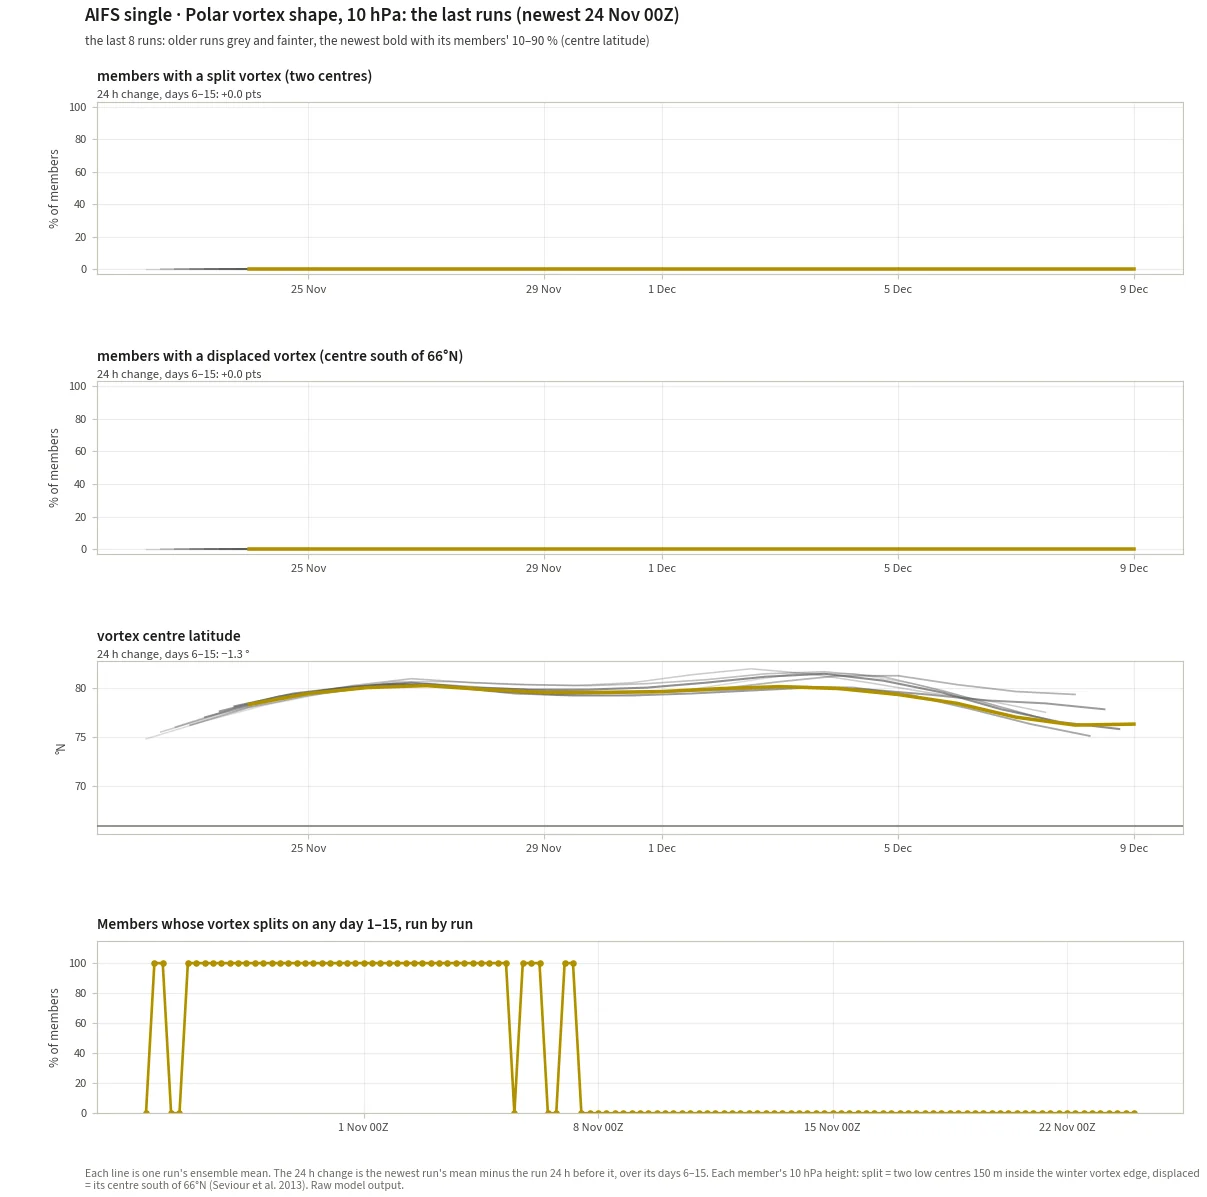 AIFS single · Polar vortex shape, 10 hPa: the last runs (newest 24 Nov 00Z)
the last 8 runs: older runs grey and fainter, the newest bold with its members' 10–90 % (centre latitude)
members with a split vortex (two centres)
24 h change, days 6–15: +0.0 pts
100
80
60
40
20
0
% of members
25 Nov
29 Nov
1 Dec
5 Dec
9 Dec
members with a displaced vortex (centre south of 66°N)
24 h change, days 6–15: +0.0 pts
100
80
60
40
20
0
% of members
25 Nov
29 Nov
1 Dec
5 Dec
9 Dec
vortex centre latitude
24 h change, days 6–15: −1.3 °
80
75
70
°N
25 Nov
29 Nov
1 Dec
5 Dec
9 Dec
Members whose vortex splits on any day 1–15, run by run
100
80
60
40
20
0
% of members
1 Nov 00Z
8 Nov 00Z
15 Nov 00Z
22 Nov 00Z
Each line is one run's ensemble mean. The 24 h change is the newest run's mean minus the run 24 h before it, over its days 6–15. Each member's 10 hPa height: split = two low centres 150 m inside the winter vortex edge, displaced
= its centre south of 66°N (Seviour et al. 2013). Raw model output.